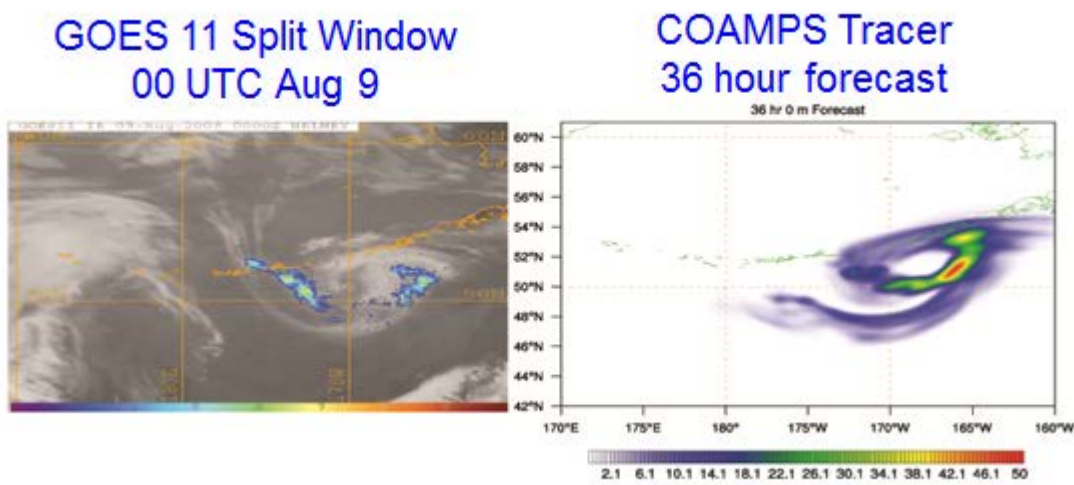 GOES 11 Split Window
00 UTC Aug 9
COAMPS Tracer
36 hour forecast
36 hr 0 m Forecast
60°N
58°N
56°N
54°N
52°N
50°N
48°N
46°N
44°N
42°N
170°E
175°E
180°
175°W
170°W
165°W
160°W
2.1 6.1 10.1 14.1 18.1 22.1 26.1 30.1 34.1 38.1 42.1 46.1 50